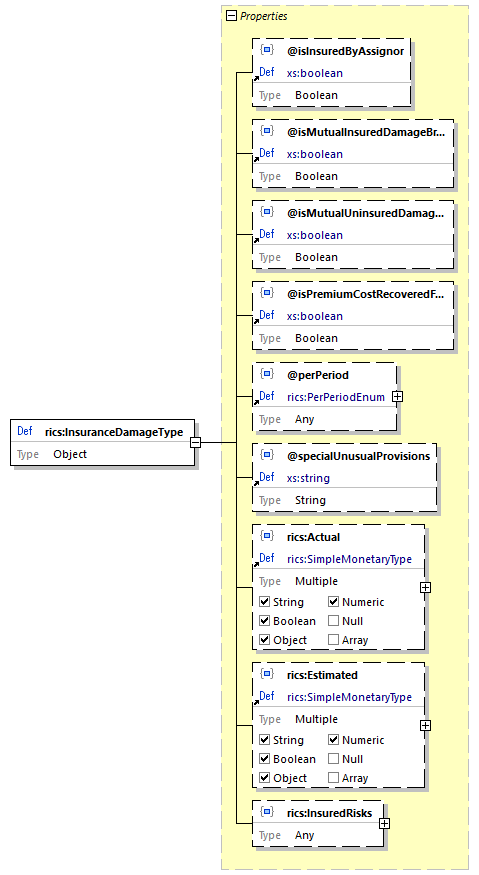 Properties
@isInsuredByAssignor
Def xs:boolean
Type Boolean
@isMutualInsuredDamageBr...
Def xs:boolean
Type Boolean
@isMutualUninsuredDamag...
Def xs:boolean
Type Boolean
@isPremiumCostRecoveredF...
Def xs:boolean
Type Boolean
@perPeriod
Def rics:PerPeriodEnum
Type Any
Def rics:InsuranceDamageType
Type Object
@specialUnusualProvisions
Def xs:string
Type String
rics:Actual
Def rics:SimpleMonetaryType
Type Multiple
String Numeric
Boolean Null
Object Array
rics:Estimated
Def rics:SimpleMonetaryType
Type Multiple
String Numeric
Boolean Null
Object Array
rics:InsuredRisks
Type Any